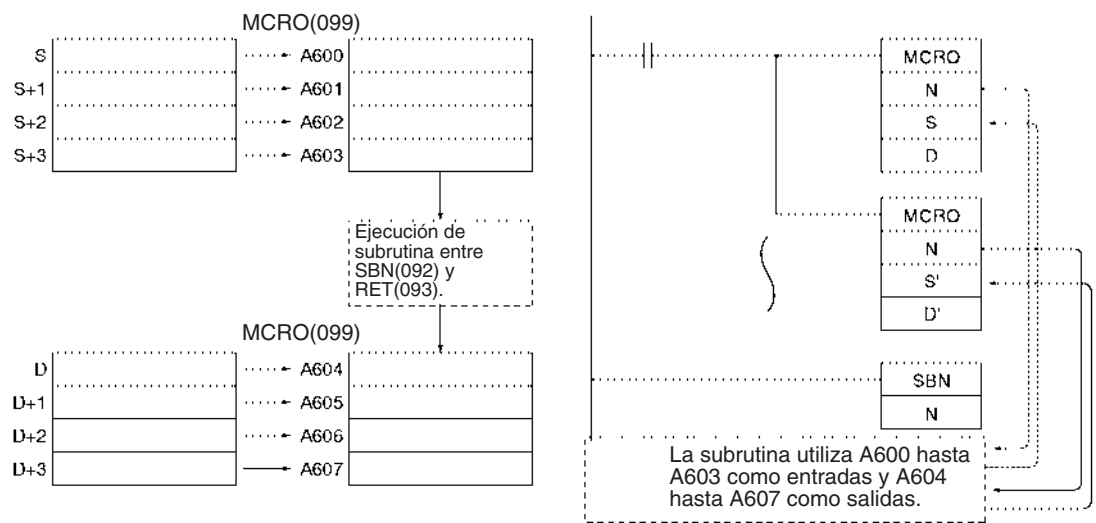 MCRO(099)
S
A600
S+1
A601
S+2
A602
S+3
A603
Ejecución de
subrutina entre
SBN(092) y
RET(093).
MCRO(099)
D
A604
D+1
A605
D+2
A606
D+3
A607
MCRO
N
S
D
MCRO
N
S'
D'
SBN
N
La subrutina utiliza A600 hasta
A603 como entradas y A604
hasta A607 como salidas.